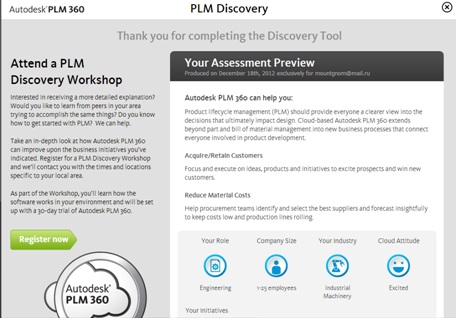 Autodesk PLM 360
PLM Discovery
Thank you for completing the Discovery Tool
Attend a PLM
Discovery Workshop
Interested in receiving a more detailed explanation?
Would you like to learn from peers in your area
trying to accomplish the same things? Do you know
how to get started with PLM? We can help.
Take an in-depth look at how Autodesk PLM 360
can improve upon the business initiatives you've
indicated. Register for a PLM Discovery Workshop
and we'll contact you with the times and locations
specific to your local area.
As part of the Workshop, you'll learn how the
software works in your environment and will be set
up with a 30-day trial of Autodesk PLM 360.
Register now
Autodesk
PLM 360
Your Assessment Preview
Produced on December 18th, 2012 exclusively for mountgnom@mail.ru
Autodesk PLM 360 can help you:
Product lifecycle management (PLM) should provide everyone a clearer view into the
decisions that ultimately impact design. Cloud-based Autodesk PLM 360 extends
beyond part and bill of material management into new business processes that connect
everyone involved in product development.
Acquire/Retain Customers
Focus and execute on ideas, products and initiatives to excite prospects and win new
customers.
Reduce Material Costs
Help procurement teams identify and select the best suppliers and forecast insightfully
to keep costs low and production lines rolling.
Your Role
Company Size
Your Industry
Cloud Attitude
Engineering
1-25 employees
Industrial
Machinery
Excited
Your Initiatives